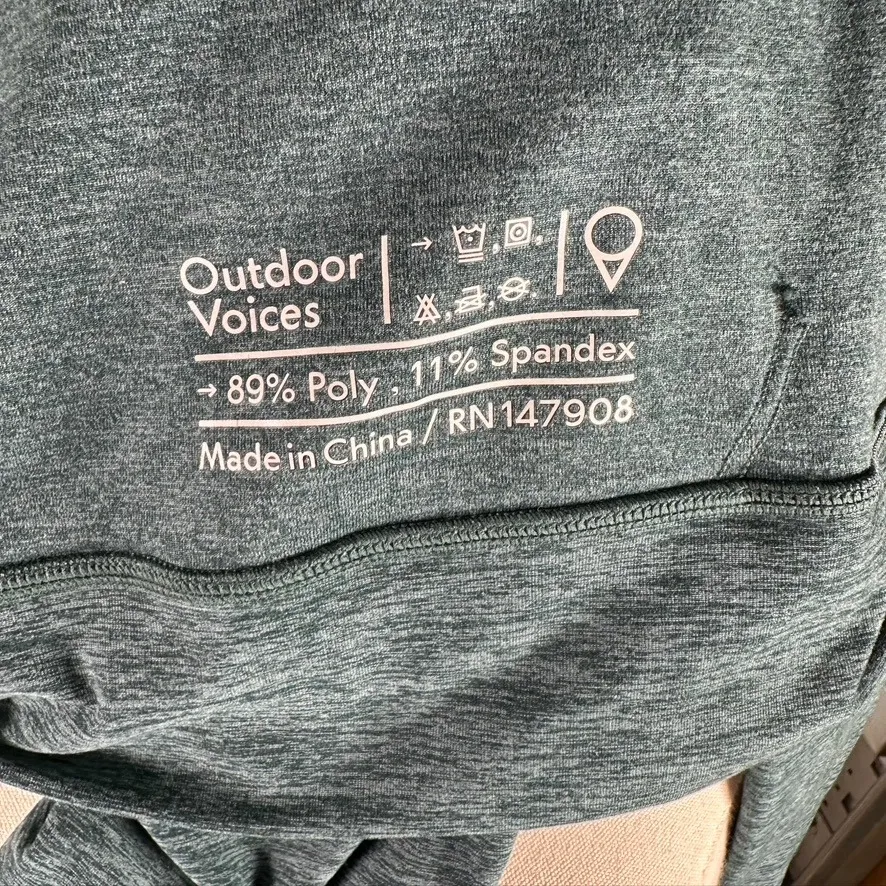 Outdoor
Voices
→ 89% Poly . 11% Spandex
Made in China / RN147908